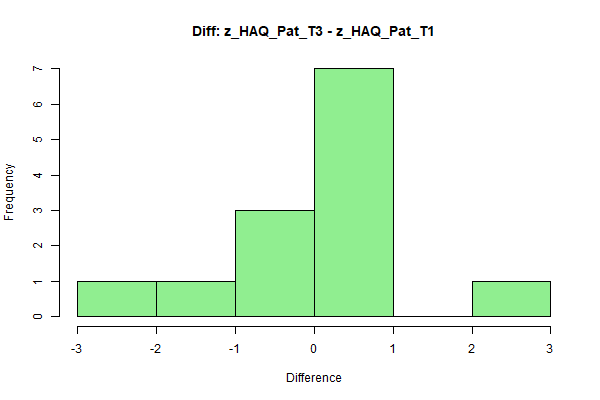 Diff: z_HAQ_Pat_T3 - z_HAQ_Pat_T1
Frequency
7
6
5
4
3
2
1
0
-3 -2 -1 0 1 2 3
Difference